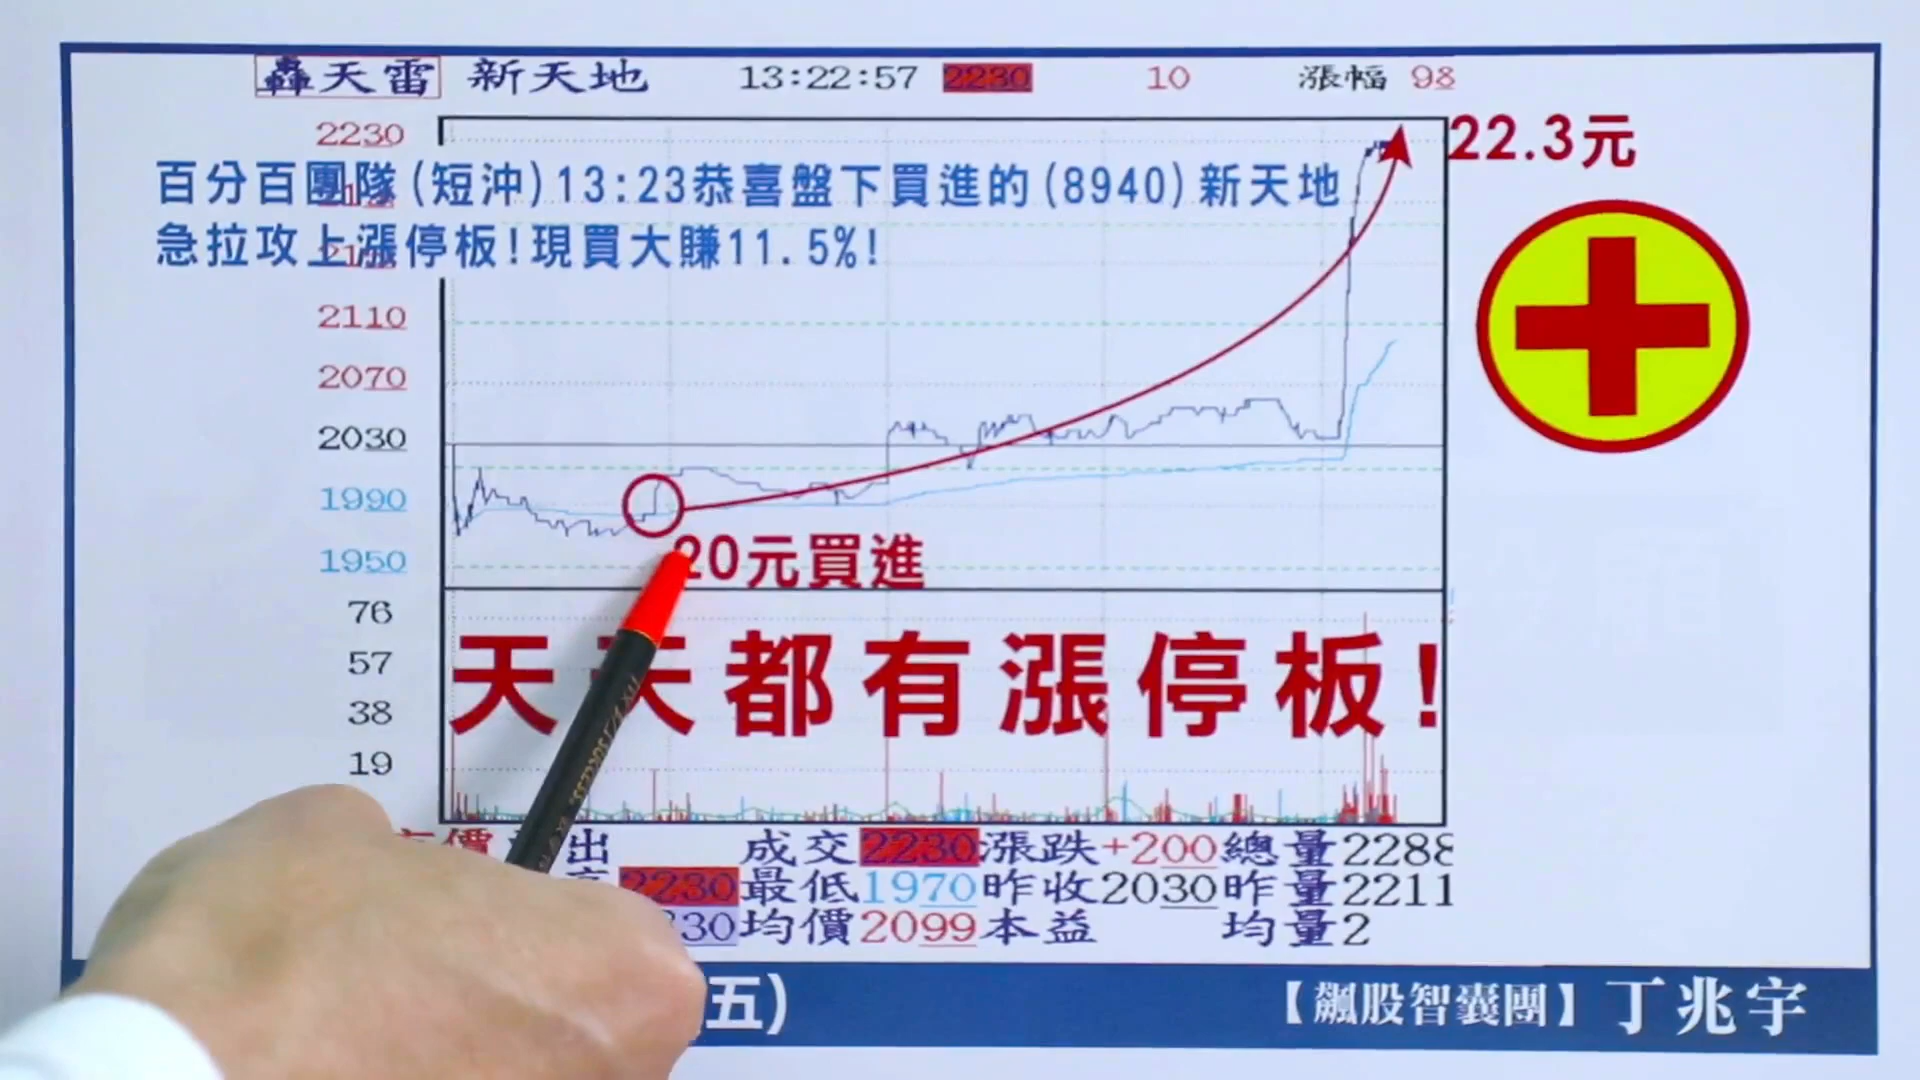 轟天雷 新天地 13:22:57 2230 10 漲幅 98
2230
22.3元
百分百團隊(短沖)13:23恭喜盤下買進的(8940)新天地
急拉攻上漲停板!現買大賺11.5%!
2110
2070
2030
1990
1950
20元買進
76
57
38
19
天天都有漲停板!
出 成交2230漲跌+200總量2288
2230最低1970昨收2030昨量2211
30均價2099本益 均量2
五)
【飆股智囊團】丁兆宇